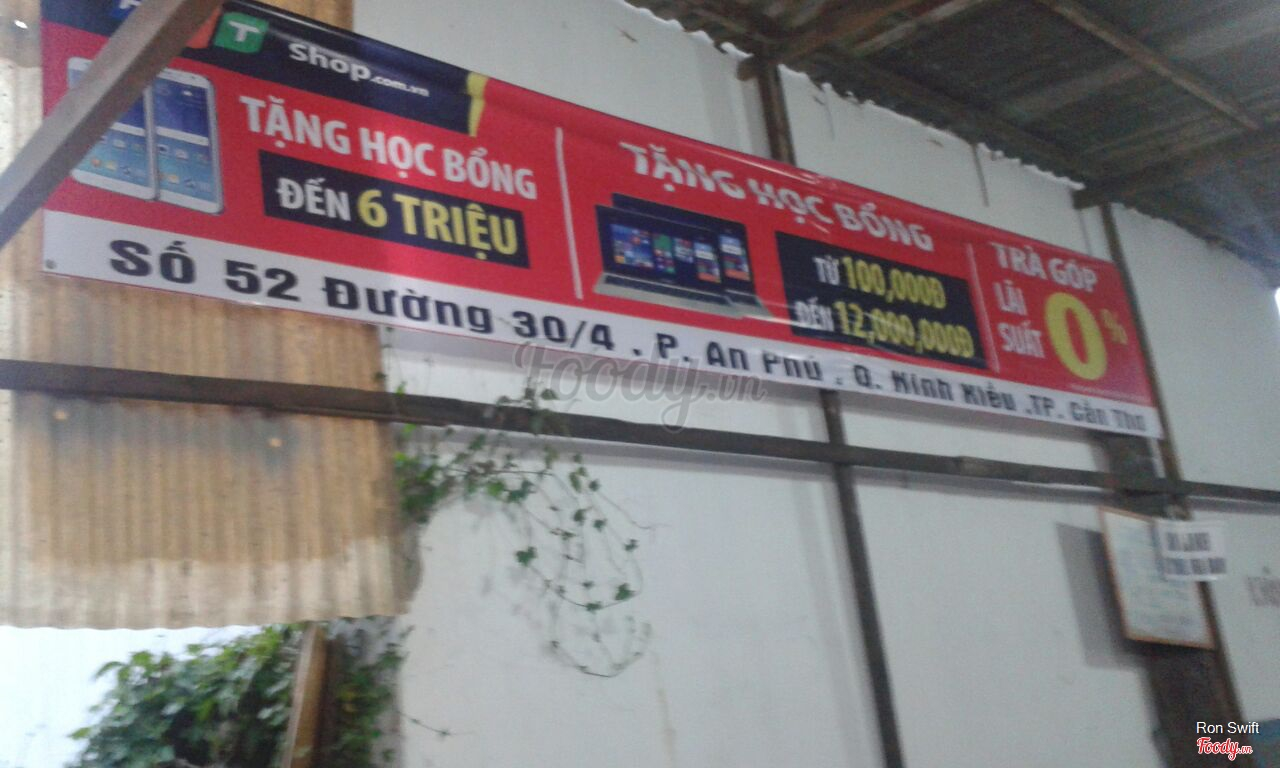 T Shop.com.vn
TẶNG HỌC BỔNG
ĐẾN 6 TRIỆU
TẶNG HỌC BỔNG
TỪ 100,000Đ
ĐẾN 12,000,000Đ
TRẢ GÓP
LÃI
SUẤT
0%
Số 52 Đường 30/4 . P. An Phú . Q. Ninh Kiều .TP. Cần Thơ
Foody.vn
Ron Swift
Foody.vn